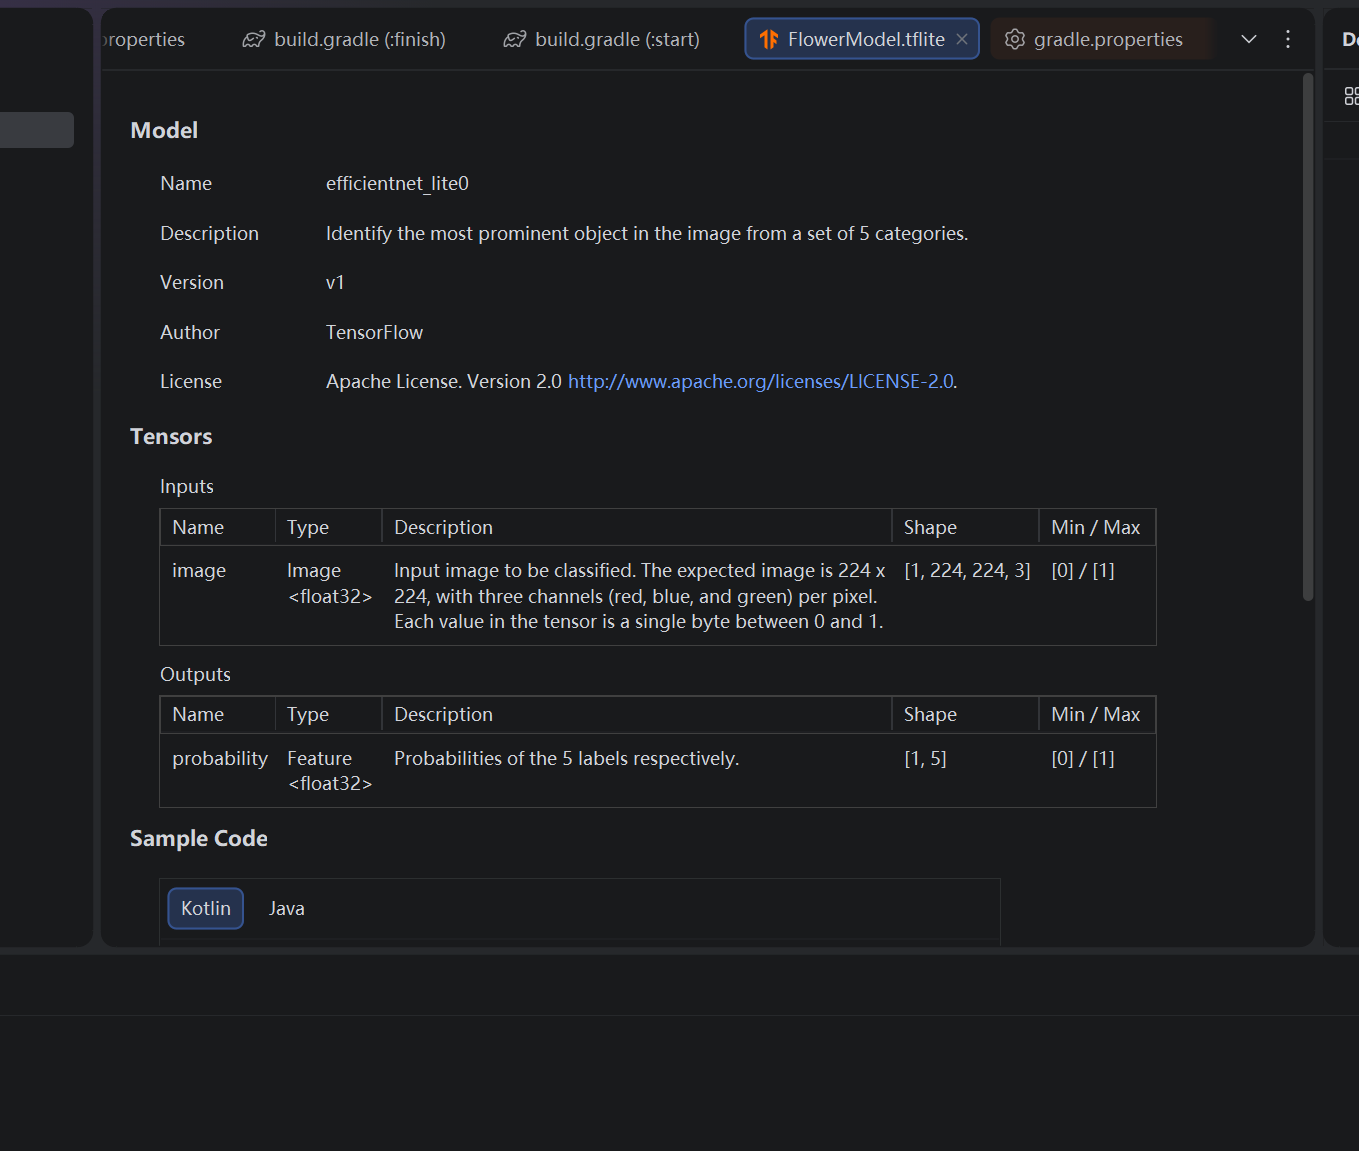 properties
build.gradle (:finish)
build.gradle (:start)
FlowerModel.tflite
gradle.properties
Model
Name efficientnet_lite0
Description Identify the most prominent object in the image from a set of 5 categories.
Version v1
Author TensorFlow
License Apache License. Version 2.0 http://www.apache.org/licenses/LICENSE-2.0.
Tensors
Inputs
Name Type Description Shape Min / Max
image Image Input image to be classified. The expected image is 224 x [1, 224, 224, 3] [0] / [1]
<float32> 224, with three channels (red, blue, and green) per pixel.
Each value in the tensor is a single byte between 0 and 1.
Outputs
Name Type Description Shape Min / Max
probability Feature Probabilities of the 5 labels respectively. [1, 5] [0] / [1]
<float32>
Sample Code
Kotlin Java